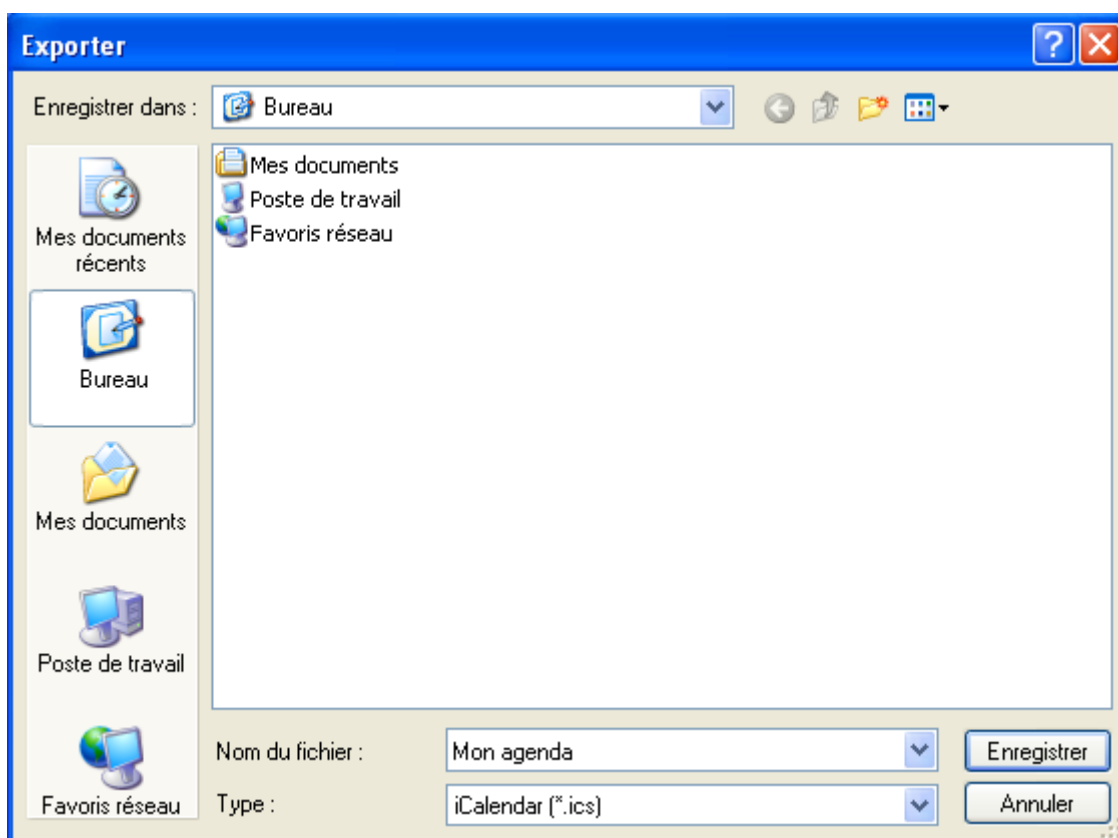 Exporter
Enregistrer dans :
Bureau
Mes documents
récents
Bureau
Mes documents
Poste de travail
Favoris réseau
Mes documents
Poste de travail
Favoris réseau
Nom du fichier :
Mon agenda
Enregistrer
Type :
iCalendar (*.ics)
Annuler